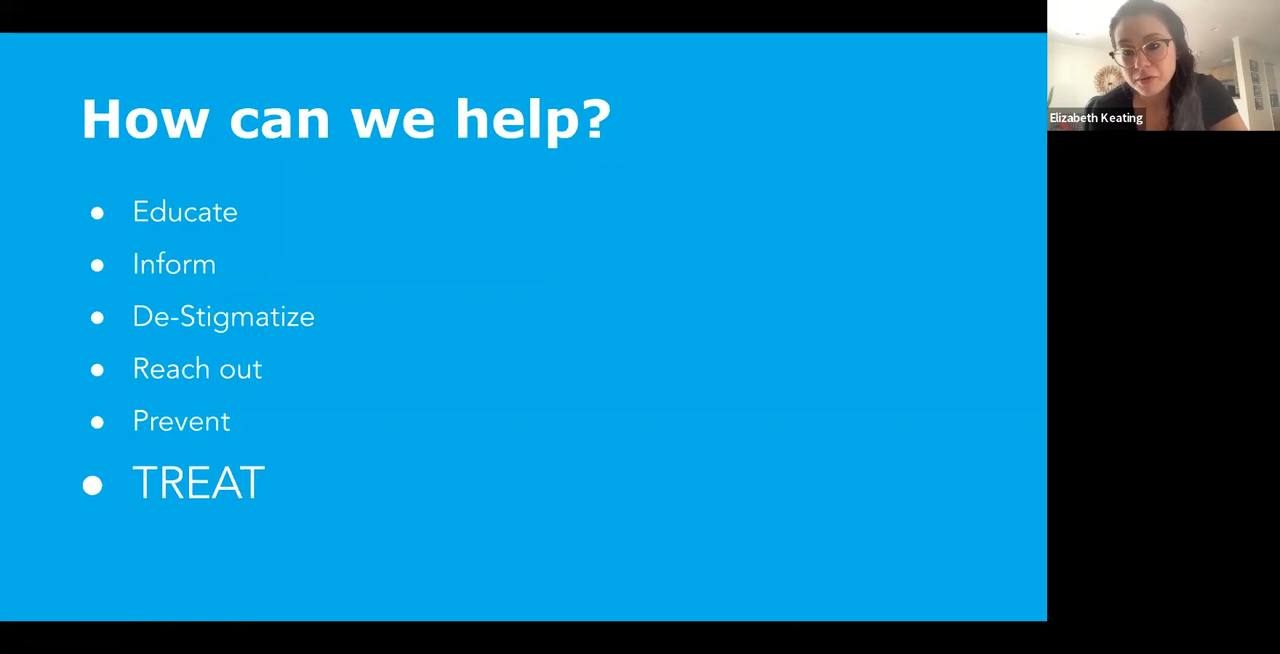 How can we help?
● Educate
● Inform
● De-Stigmatize
● Reach out
● Prevent
● TREAT
Elizabeth Keating